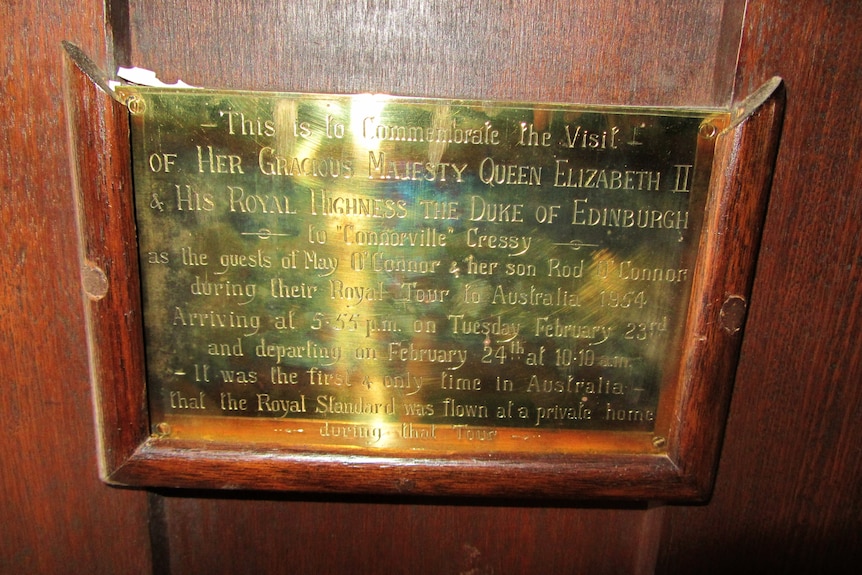 - This is to Commemorate the Visit -
OF HER GRACIOUS MAJESTY QUEEN ELIZABETH II
& HIS ROYAL HIGHNESS THE DUKE OF EDINBURGH
to "Connorville" Cressy
as the guests of May O'Connor & her son Rod O'Connor
during their Royal Tour to Australia 1954
Arriving at 5.55 p.m. on Tuesday February 23rd
and departing on February 24th at 10.10 a.m.
- It was the first & only time in Australia -
that the Royal Standard was flown at a private home
during that Tour